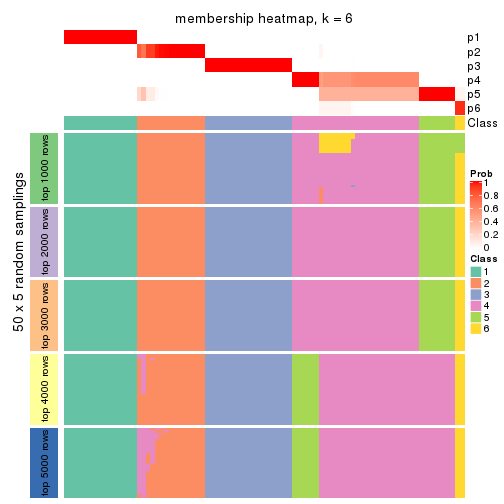 membership heatmap, k = 6
p1
p2
p3
p4
p5
p6
Class
50 x 5 random samplings
top 1000 rows
top 2000 rows
top 3000 rows
top 4000 rows
top 5000 rows
Prob
1
0.8
0.6
0.4
0.2
0
Class
1
2
3
4
5
6